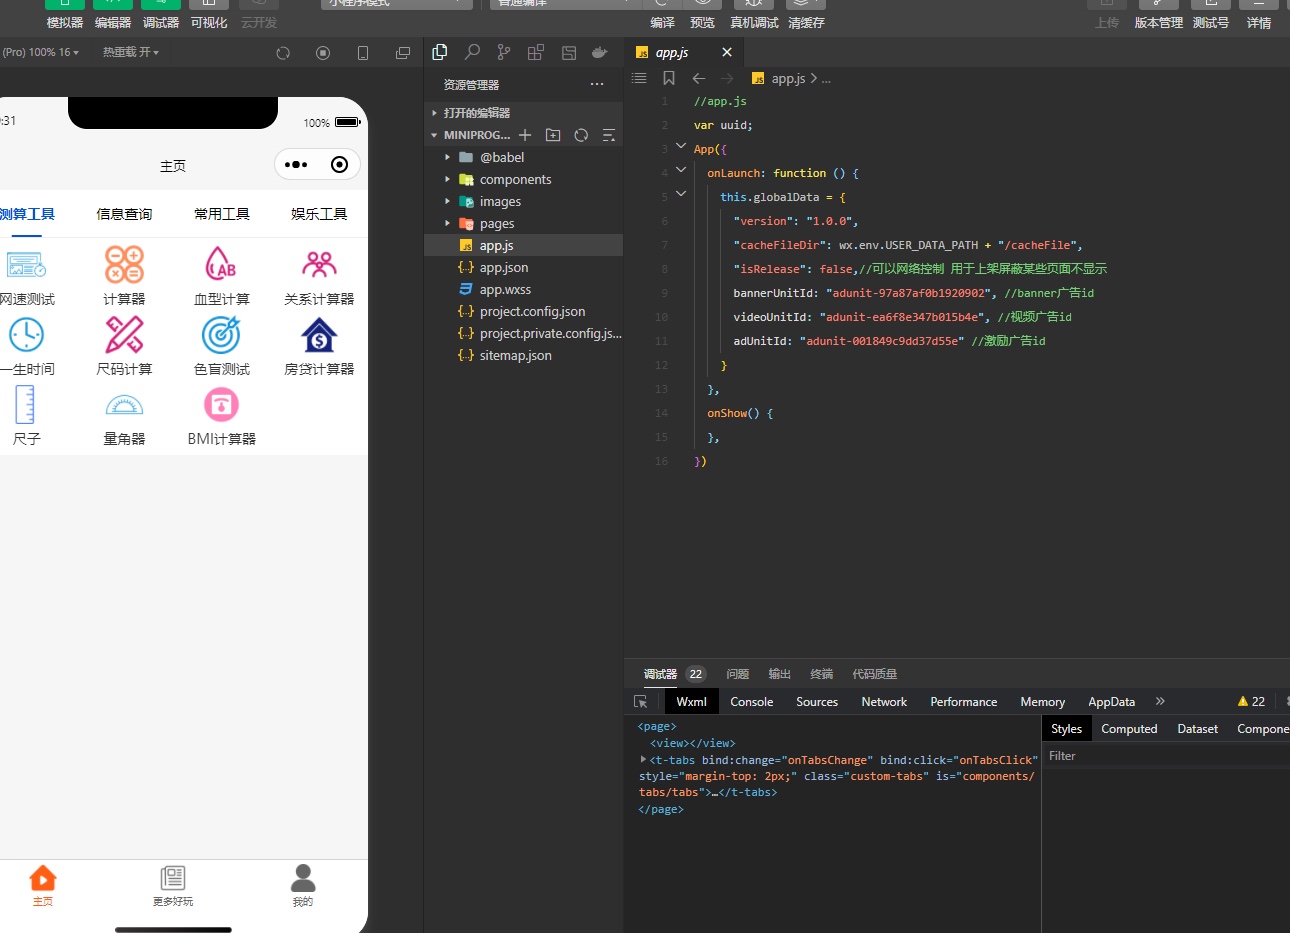 小程序模式
普通编译
模拟器 编辑器 调试器 可视化 云开发
编译 预览 真机调试 清缓存
上传 版本管理 测试号 详情
(Pro) 100% 16
热重载 开
:31
100%
主页
测算工具 信息查询 常用工具 娱乐工具
网速测试 计算器 血型计算 关系计算器
一生时间 尺码计算 色盲测试 房贷计算器
尺子 量角器 BMI计算器
主页 更多好玩 我的
资源管理器
打开的编辑器
MINIPROG...
@babel
components
images
pages
app.js
app.json
app.wxss
project.config.json
project.private.config.js...
sitemap.json
app.js
app.js > ...
1 //app.js
2 var uuid;
3 App({
4 onLaunch: function () {
5 this.globalData = {
6 "version": "1.0.0",
7 "cacheFileDir": wx.env.USER_DATA_PATH + "/cacheFile",
8 "isRelease": false,//可以网络控制 用于上架屏蔽某些页面不显示
9 bannerUnitId: "adunit-97a87af0b1920902", //banner广告id
10 videoUnitId: "adunit-ea6f8e347b015b4e", //视频广告id
11 adUnitId: "adunit-001849c9dd37d55e" //激励广告id
12 }
13 },
14 onShow() {
15 },
16 })
调试器 22 问题 输出 终端 代码质量
Wxml Console Sources Network Performance Memory AppData 22
<page>
<view></view>
<t-tabs bind:change="onTabsChange" bind:click="onTabsClick"
style="margin-top: 2px;" class="custom-tabs" is="components/
tabs/tabs">…</t-tabs>
</page>
Styles Computed Dataset Compone
Filter